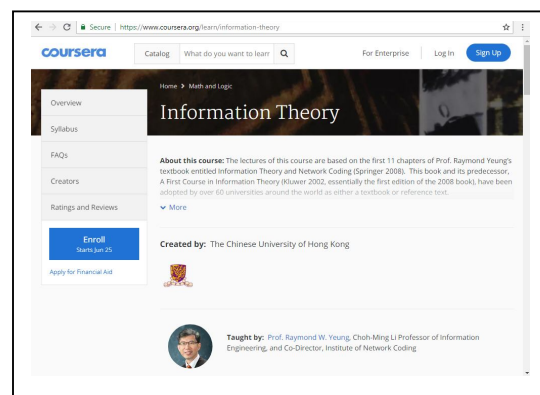 Secure | https://www.coursera.org/learn/information-theory
coursera
Catalog
What do you want to learn
For Enterprise
Log In
Sign Up
Home > Math and Logic
Information Theory
Overview
Syllabus
FAQs
Creators
Ratings and Reviews
Enroll
Starts Jun 25
Apply for Financial Aid
About this course: The lectures of this course are based on the first 11 chapters of Prof. Raymond Yeung's
textbook entitled Information Theory and Network Coding (Springer 2008). This book and its predecessor,
A First Course in Information Theory (Kluwer 2002, essentially the first edition of the 2008 book), have been
adopted by over 60 universities around the world as either a textbook or reference text.
More
Created by: The Chinese University of Hong Kong
Taught by: Prof. Raymond W. Yeung, Choh-Ming Li Professor of Information
Engineering, and Co-Director, Institute of Network Coding